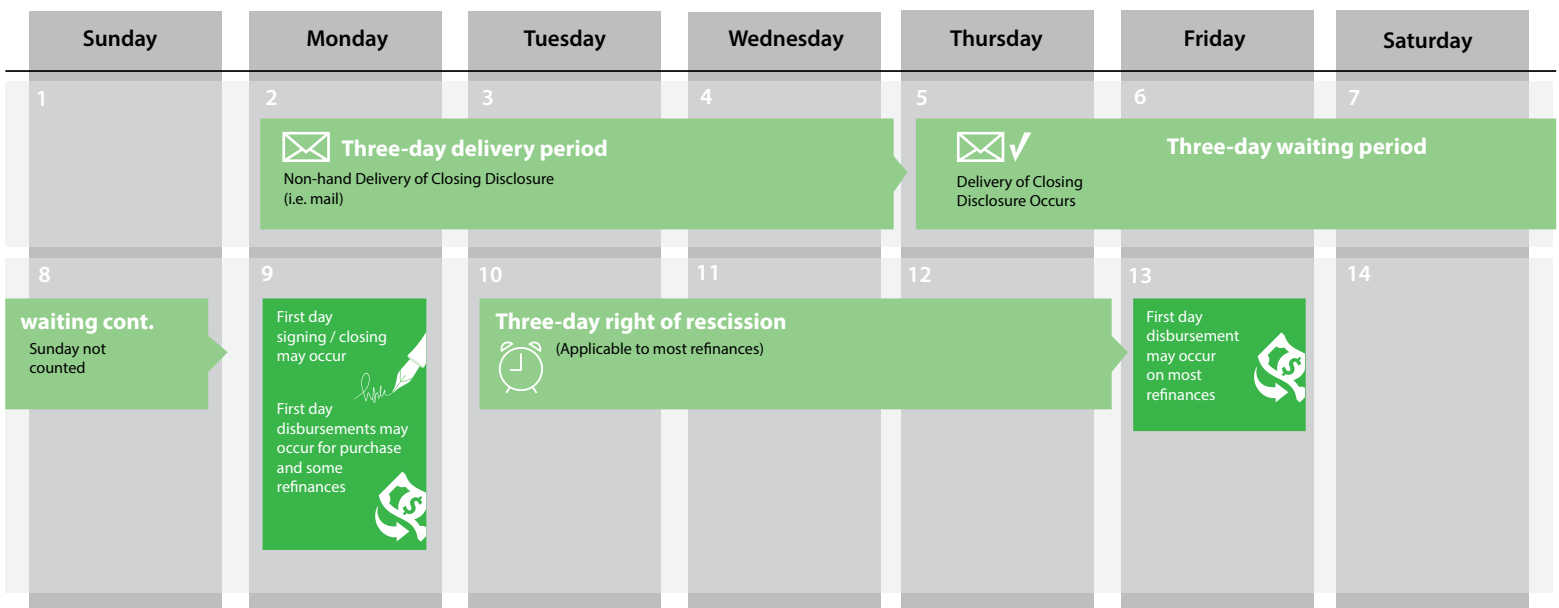 Sunday
Monday
Tuesday
Wednesday
Thursday
Friday
Saturday
1
2
3
4
5
6
7
Three-day delivery period
Non-hand Delivery of Closing Disclosure
(i.e. mail)
Delivery of Closing
Disclosure Occurs
Three-day waiting period
8
9
10
11
12
13
14
waiting cont.
Sunday not
counted
First day
signing / closing
may occur
First day
disbursements may
occur for purchase
and some
refinances
Three-day right of rescission
(Applicable to most refinances)
First day
disbursement
may occur
on most
refinances